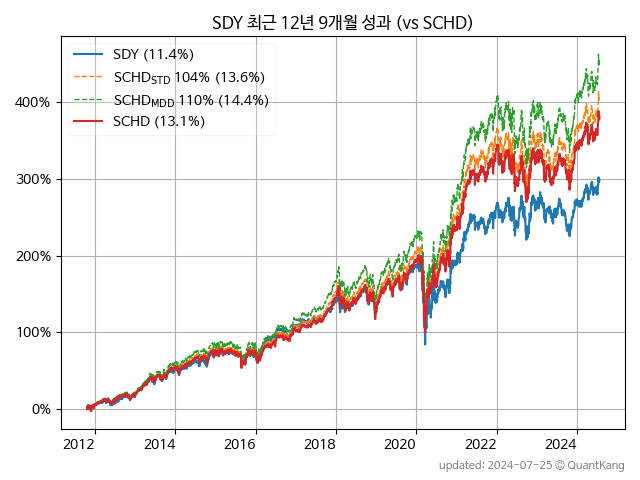 SDY 최근 12년 9개월 성과 (vs SCHD)
SDY (11.4%)
SCHD_STD 104% (13.6%)
SCHD_MDD 110% (14.4%)
SCHD (13.1%)
400%
300%
200%
100%
0%
2012 2014 2016 2018 2020 2022 2024
updated: 2024-07-25 © QuantKang